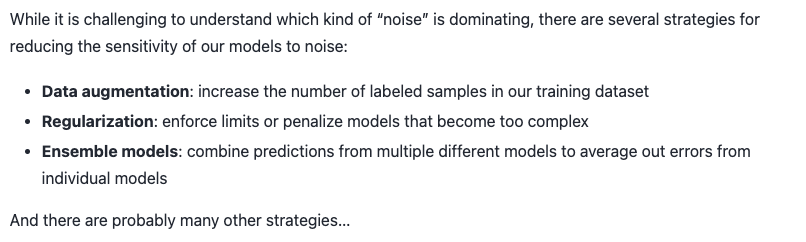 While it is challenging to understand which kind of “noise” is dominating, there are several strategies for
reducing the sensitivity of our models to noise:
• Data augmentation: increase the number of labeled samples in our training dataset
• Regularization: enforce limits or penalize models that become too complex
• Ensemble models: combine predictions from multiple different models to average out errors from
individual models
And there are probably many other strategies...